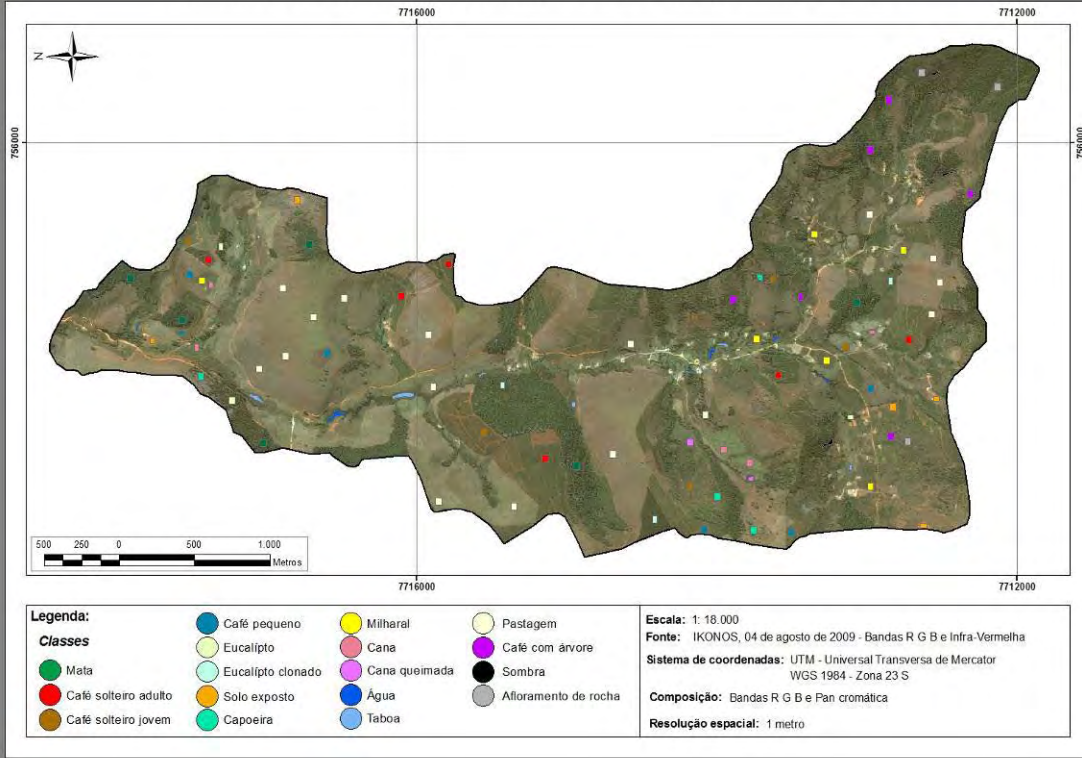 7716000
7712000
N
756000
756000
500 250 0 500 1.000
Metros
7716000
7712000
Legenda:
Classes
Mata
Café solteiro adulto
Café solteiro jovem
Café pequeno
Eucalípto
Eucalípto clonado
Solo exposto
Capoeira
Milharal
Cana
Cana queimada
Água
Taboa
Pastagem
Café com árvore
Sombra
Afloramento de rocha
Escala: 1: 18.000
Fonte: IKONOS, 04 de agosto de 2009 - Bandas R G B e Infra-Vermelha
Sistema de coordenadas: UTM - Universal Transversa de Mercator
WGS 1984 - Zona 23 S
Composição: Bandas R G B e Pan cromática
Resolução espacial: 1 metro